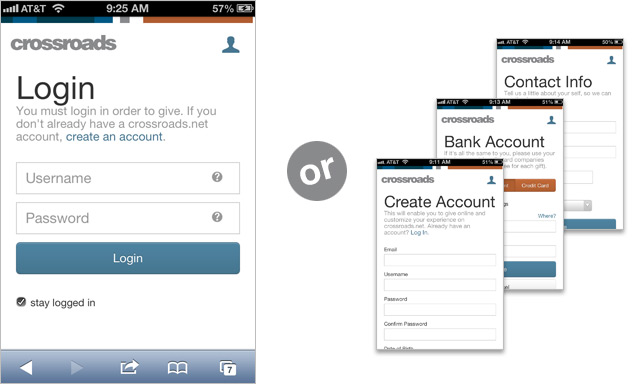 AT&T 9:25 AM 57%
crossroads
Login
You must login in order to give. If you
don't already have a crossroads.net
account, create an account.
Username ?
Password ?
Login
stay logged in
7
or
AT&T 9:11 AM 51%
crossroads
Create Account
This will enable you to give online and
customize your experience on
crossroads.net. Already have an
account? Log In.
Email
Username
Password
Confirm Password
Date of Birth
AT&T 9:13 AM 51%
crossroads
Bank Account
If it's all the same to you, please use your
card companies
fee for each gift).
Credit Card
Where?
AT&T 9:14 AM 50%
crossroads
Contact Info
Tell us a little about your self, so we can